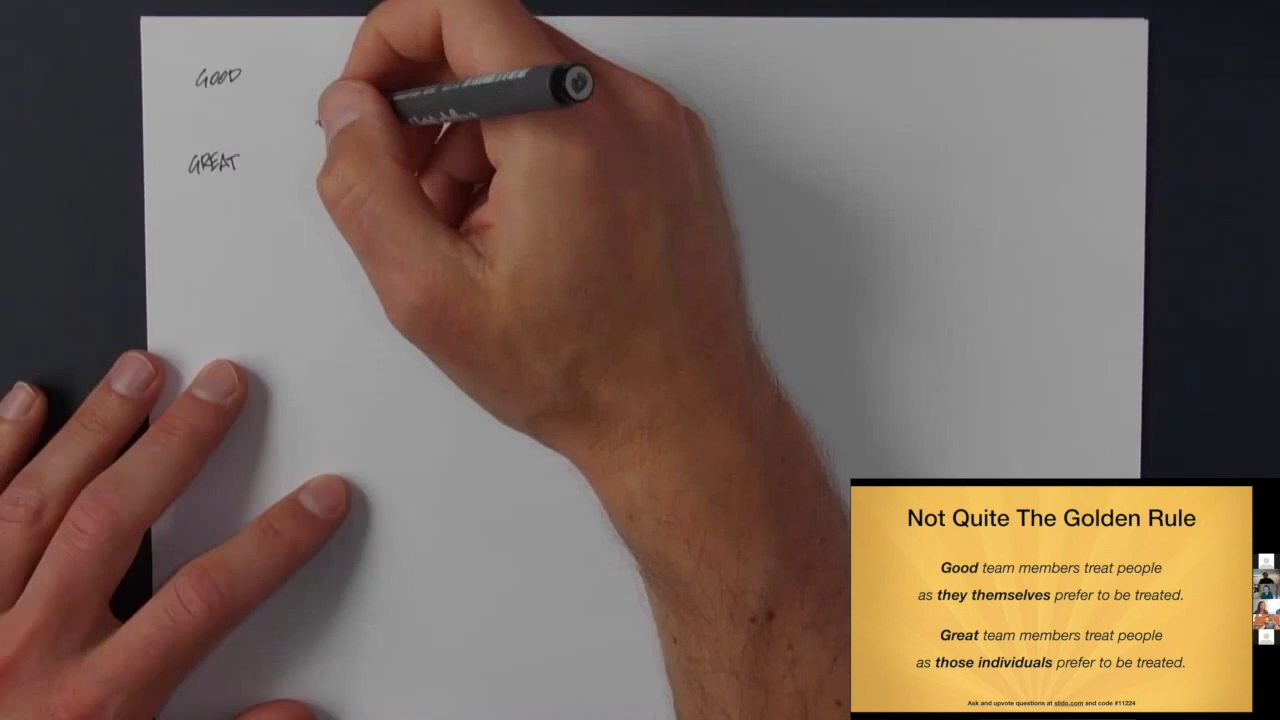 GOOD
GREAT
Not Quite The Golden Rule
Good team members treat people
as they themselves prefer to be treated.
Great team members treat people
as those individuals prefer to be treated.
Ask and upvote questions at slido.com and code #11224